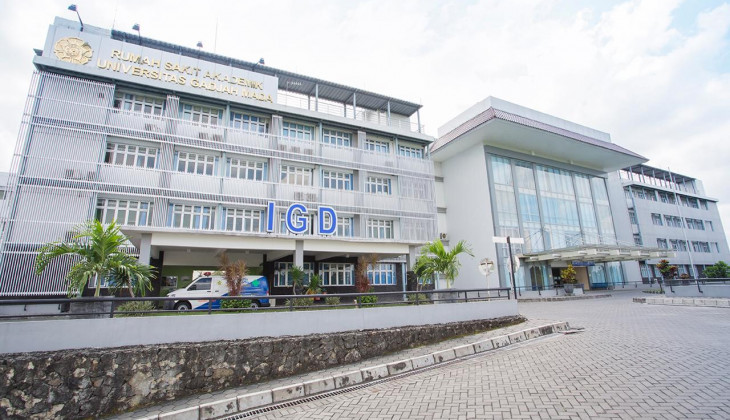 RUMAH SAKIT AKADEMIK
UNIVERSITAS GADJAH MADA
IGD